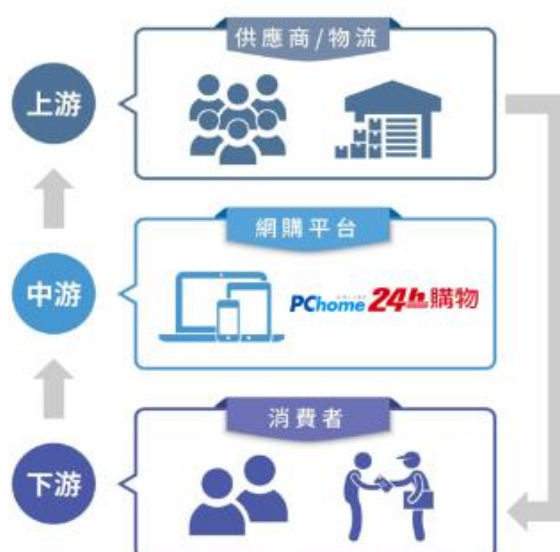 供應商/物流
上游
網購平台
中游
PChome ONLINE 24h購物
消費者
下游